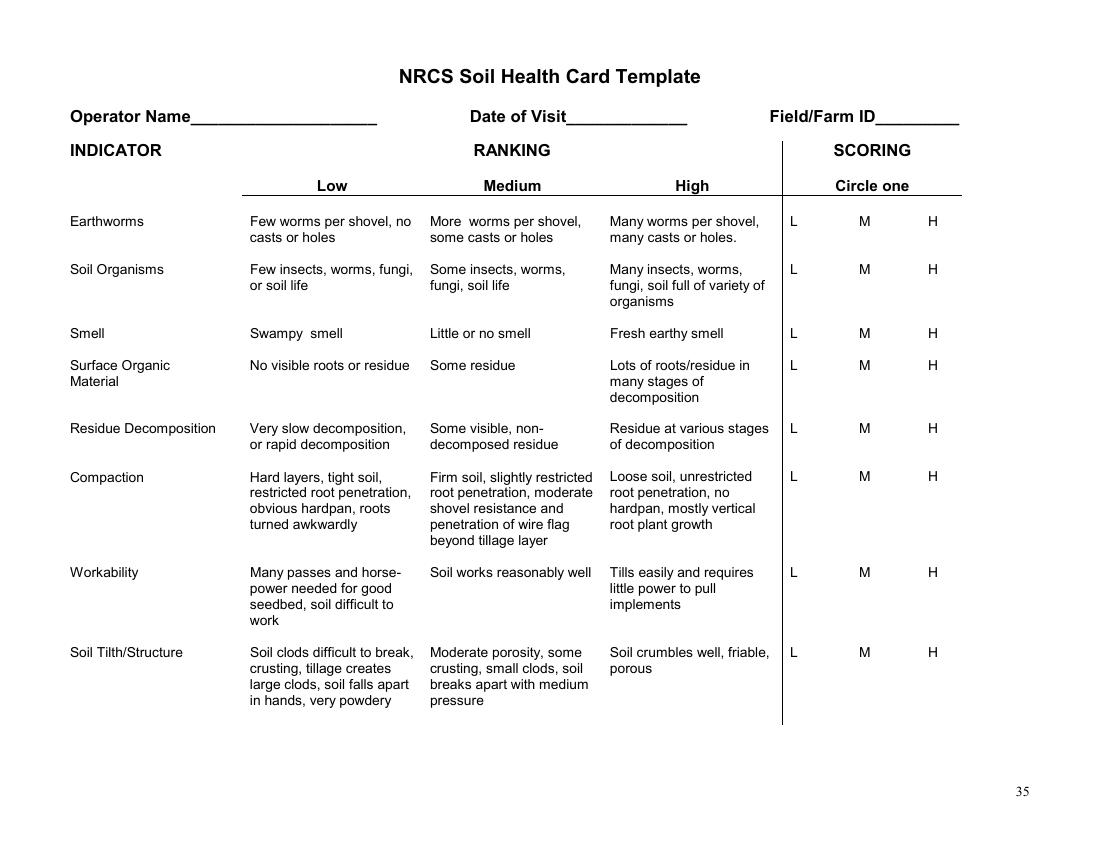 NRCS Soil Health Card Template
Operator Name____________________ Date of Visit_____________ Field/Farm ID_________
INDICATOR RANKING SCORING
Low Medium High Circle one
Earthworms Few worms per shovel, no More  worms per shovel, Many worms per shovel, L M H
casts or holes some casts or holes many casts or holes.
Soil Organisms Few insects, worms, fungi, Some insects, worms, Many insects, worms, L M H
or soil life fungi, soil life fungi, soil full of variety of
organisms
Smell Swampy  smell Little or no smell Fresh earthy smell L M H
Surface Organic No visible roots or residue Some residue Lots of roots/residue in L M H
Material many stages of
decomposition
Residue Decomposition Very slow decomposition, Some visible, non- Residue at various stages L M H
or rapid decomposition decomposed residue of decomposition
Compaction Hard layers, tight soil, Firm soil, slightly restricted Loose soil, unrestricted L M H
restricted root penetration, root penetration, moderate root penetration, no
obvious hardpan, roots shovel resistance and hardpan, mostly vertical
turned awkwardly penetration of wire flag root plant growth
beyond tillage layer
Workability Many passes and horse- Soil works reasonably well Tills easily and requires L M H
power needed for good little power to pull
seedbed, soil difficult to implements
work
Soil Tilth/Structure Soil clods difficult to break, Moderate porosity, some Soil crumbles well, friable, L M H
crusting, tillage creates crusting, small clods, soil porous
large clods, soil falls apart breaks apart with medium
in hands, very powdery pressure
35